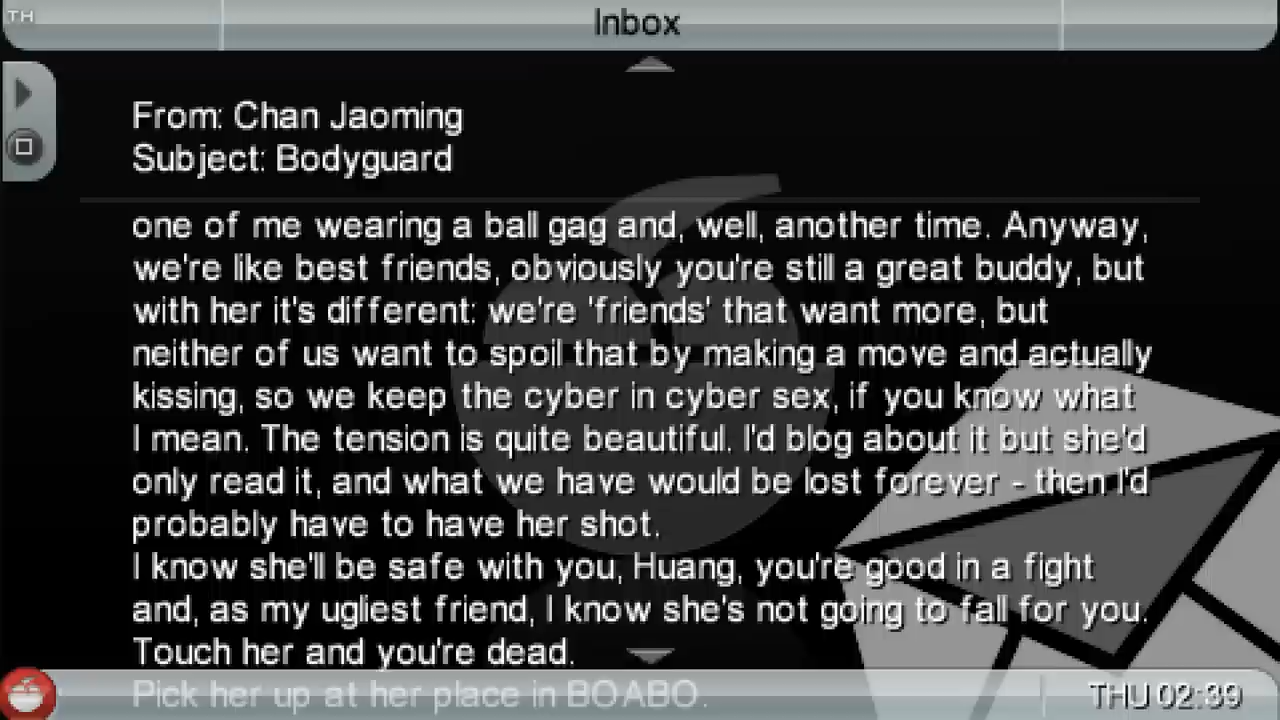 TH
Inbox
From: Chan Jaoming
Subject: Bodyguard
one of me wearing a ball gag and, well, another time. Anyway,
we're like best friends, obviously you're still a great buddy, but
with her it's different: we're 'friends' that want more, but
neither of us want to spoil that by making a move and actually
kissing, so we keep the cyber in cyber sex, if you know what
I mean. The tension is quite beautiful. I'd blog about it but she'd
only read it, and what we have would be lost forever - then I'd
probably have to have her shot.
I know she'll be safe with you, Huang, you're good in a fight
and, as my ugliest friend, I know she's not going to fall for you.
Touch her and you're dead.
Pick her up at her place in BOABO.
THU 02:39